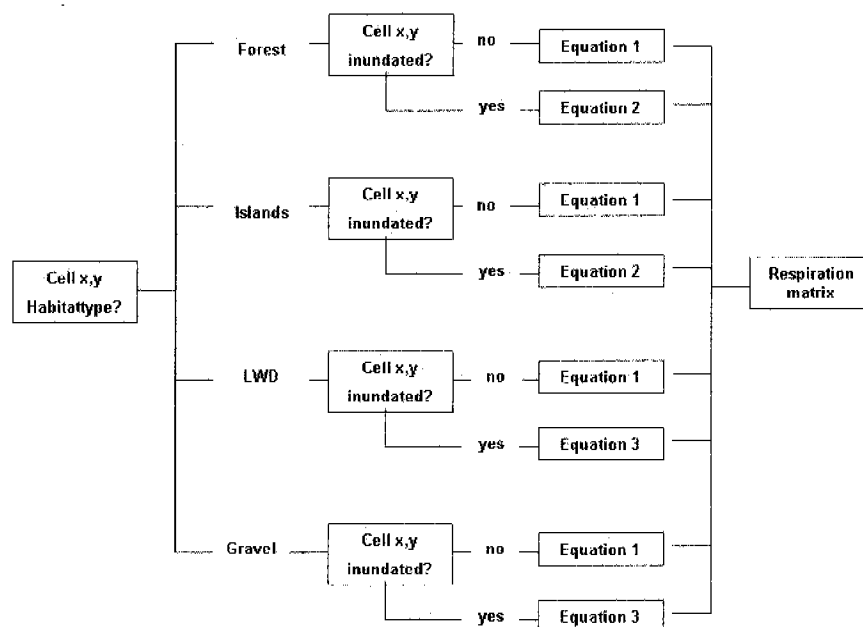 Cell x,y
Habitattype?
Forest
Cell x,y
inundated?
no
Equation 1
yes
Equation 2
Islands
Cell x,y
inundated?
no
Equation 1
yes
Equation 2
LWD
Cell x,y
inundated?
no
Equation 1
yes
Equation 3
Gravel
Cell x,y
inundated?
no
Equation 1
yes
Equation 3
Respiration
matrix